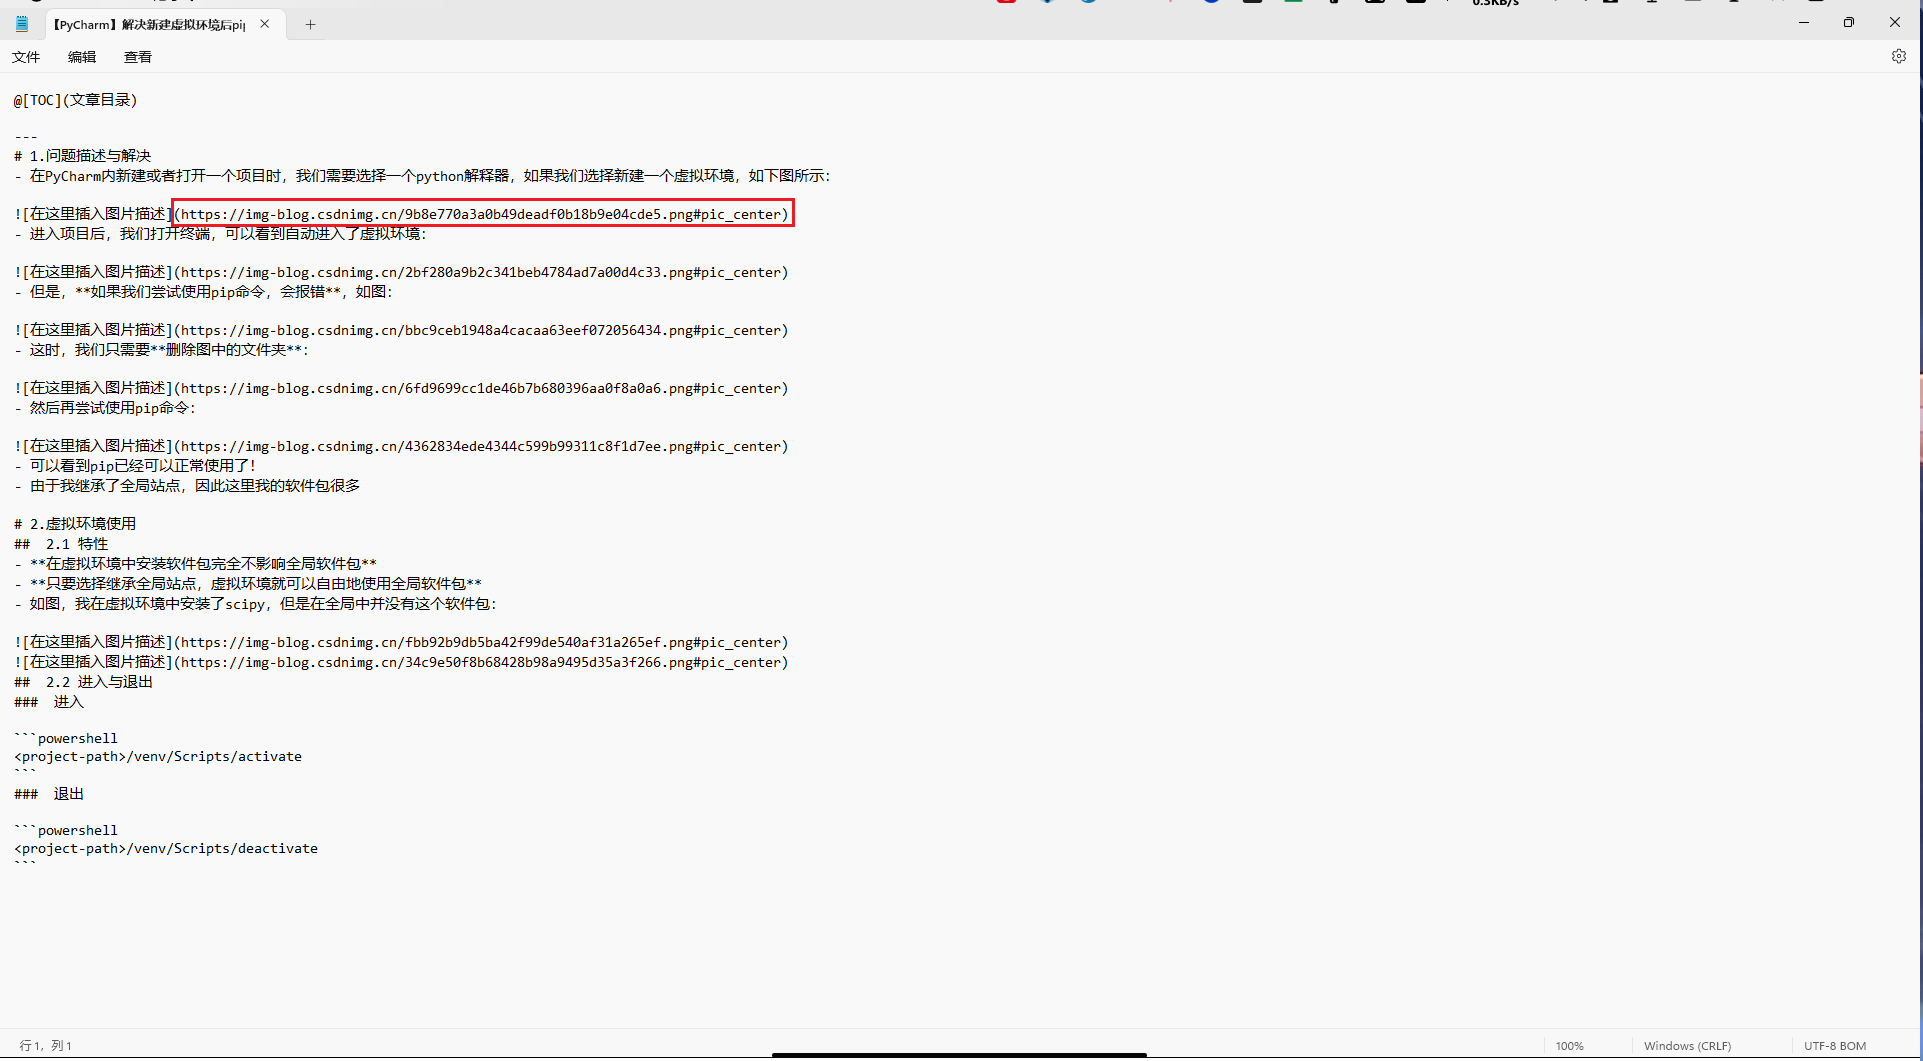 【PyCharm】解决新建虚拟环境后pip
文件 编辑 查看
@[TOC](文章目录)
---
# 1.问题描述与解决
- 在PyCharm内新建或者打开一个项目时，我们需要选择一个python解释器，如果我们选择新建一个虚拟环境，如下图所示：
![在这里插入图片描述](https://img-blog.csdnimg.cn/9b8e770a3a0b49deadf0b18b9e04cde5.png#pic_center)
- 进入项目后，我们打开终端，可以看到自动进入了虚拟环境：
![在这里插入图片描述](https://img-blog.csdnimg.cn/2bf280a9b2c341beb4784ad7a00d4c33.png#pic_center)
- 但是，**如果我们尝试使用pip命令，会报错**，如图：
![在这里插入图片描述](https://img-blog.csdnimg.cn/bbc9ceb1948a4cacaa63eef072056434.png#pic_center)
- 这时，我们只需要**删除图中的文件夹**：
![在这里插入图片描述](https://img-blog.csdnimg.cn/6fd9699cc1de46b7b680396aa0f8a0a6.png#pic_center)
- 然后再尝试使用pip命令：
![在这里插入图片描述](https://img-blog.csdnimg.cn/4362834ede4344c599b99311c8f1d7ee.png#pic_center)
- 可以看到pip已经可以正常使用了！
- 由于我继承了全局站点，因此这里我的软件包很多
# 2.虚拟环境使用
##  2.1 特性
- **在虚拟环境中安装软件包完全不影响全局软件包**
- **只要选择继承全局站点，虚拟环境就可以自由地使用全局软件包**
- 如图，我在虚拟环境中安装了scipy，但是在全局中并没有这个软件包：
![在这里插入图片描述](https://img-blog.csdnimg.cn/fbb92b9db5ba42f99de540af31a265ef.png#pic_center)
![在这里插入图片描述](https://img-blog.csdnimg.cn/34c9e50f8b68428b98a9495d35a3f266.png#pic_center)
##  2.2 进入与退出
###  进入
```powershell
<project-path>/venv/Scripts/activate
```
###  退出
```powershell
<project-path>/venv/Scripts/deactivate
```
行 1，列 1 100% Windows (CRLF) UTF-8 BOM